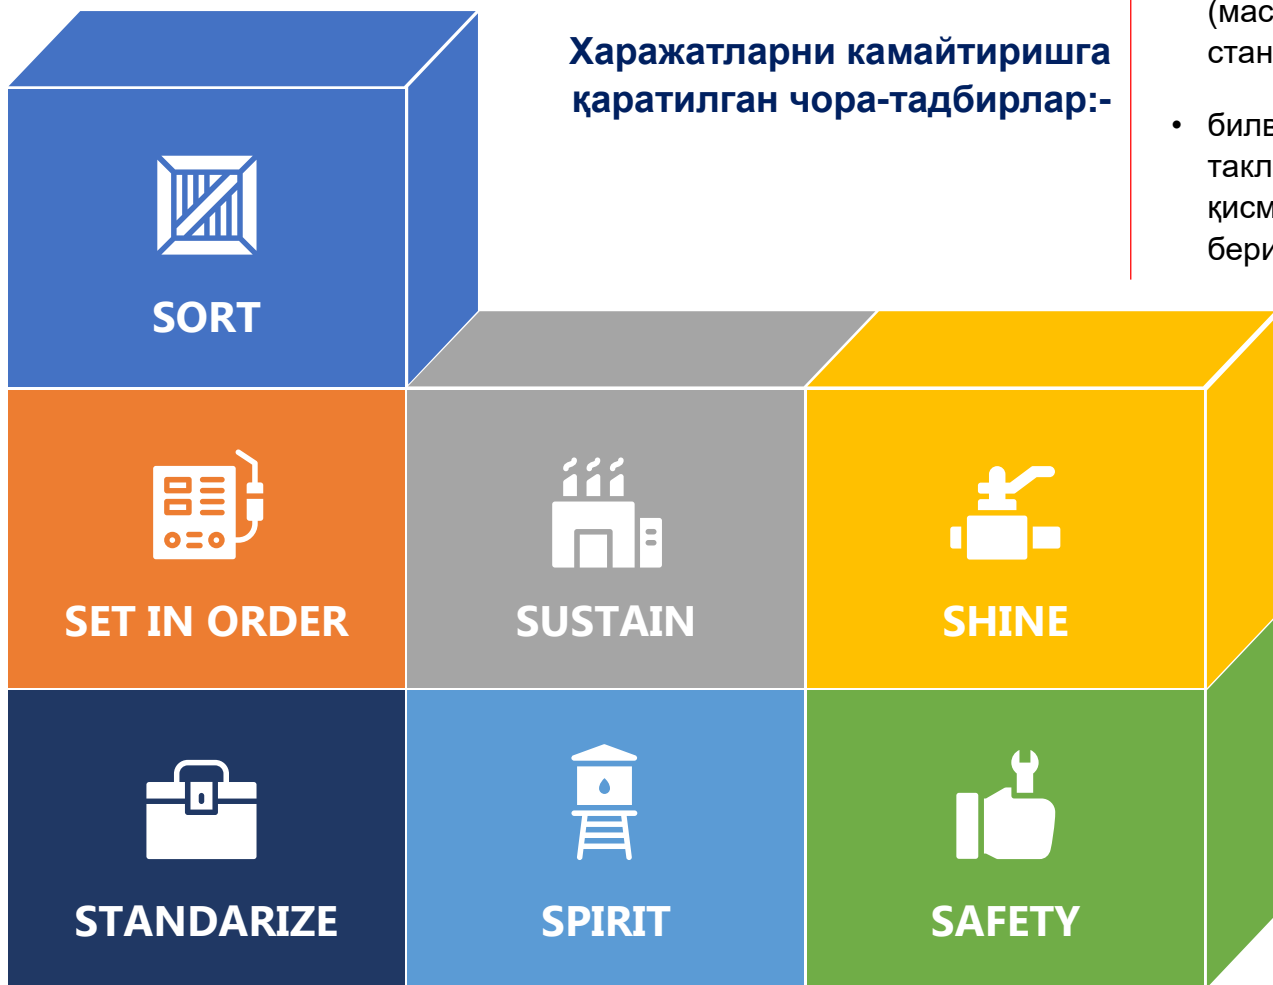 Харажатларни камайтиришга
қаратилган чора-тадбирлар:-
SORT
SET IN ORDER
SUSTAIN
SHINE
STANDARIZE
SPIRIT
SAFETY